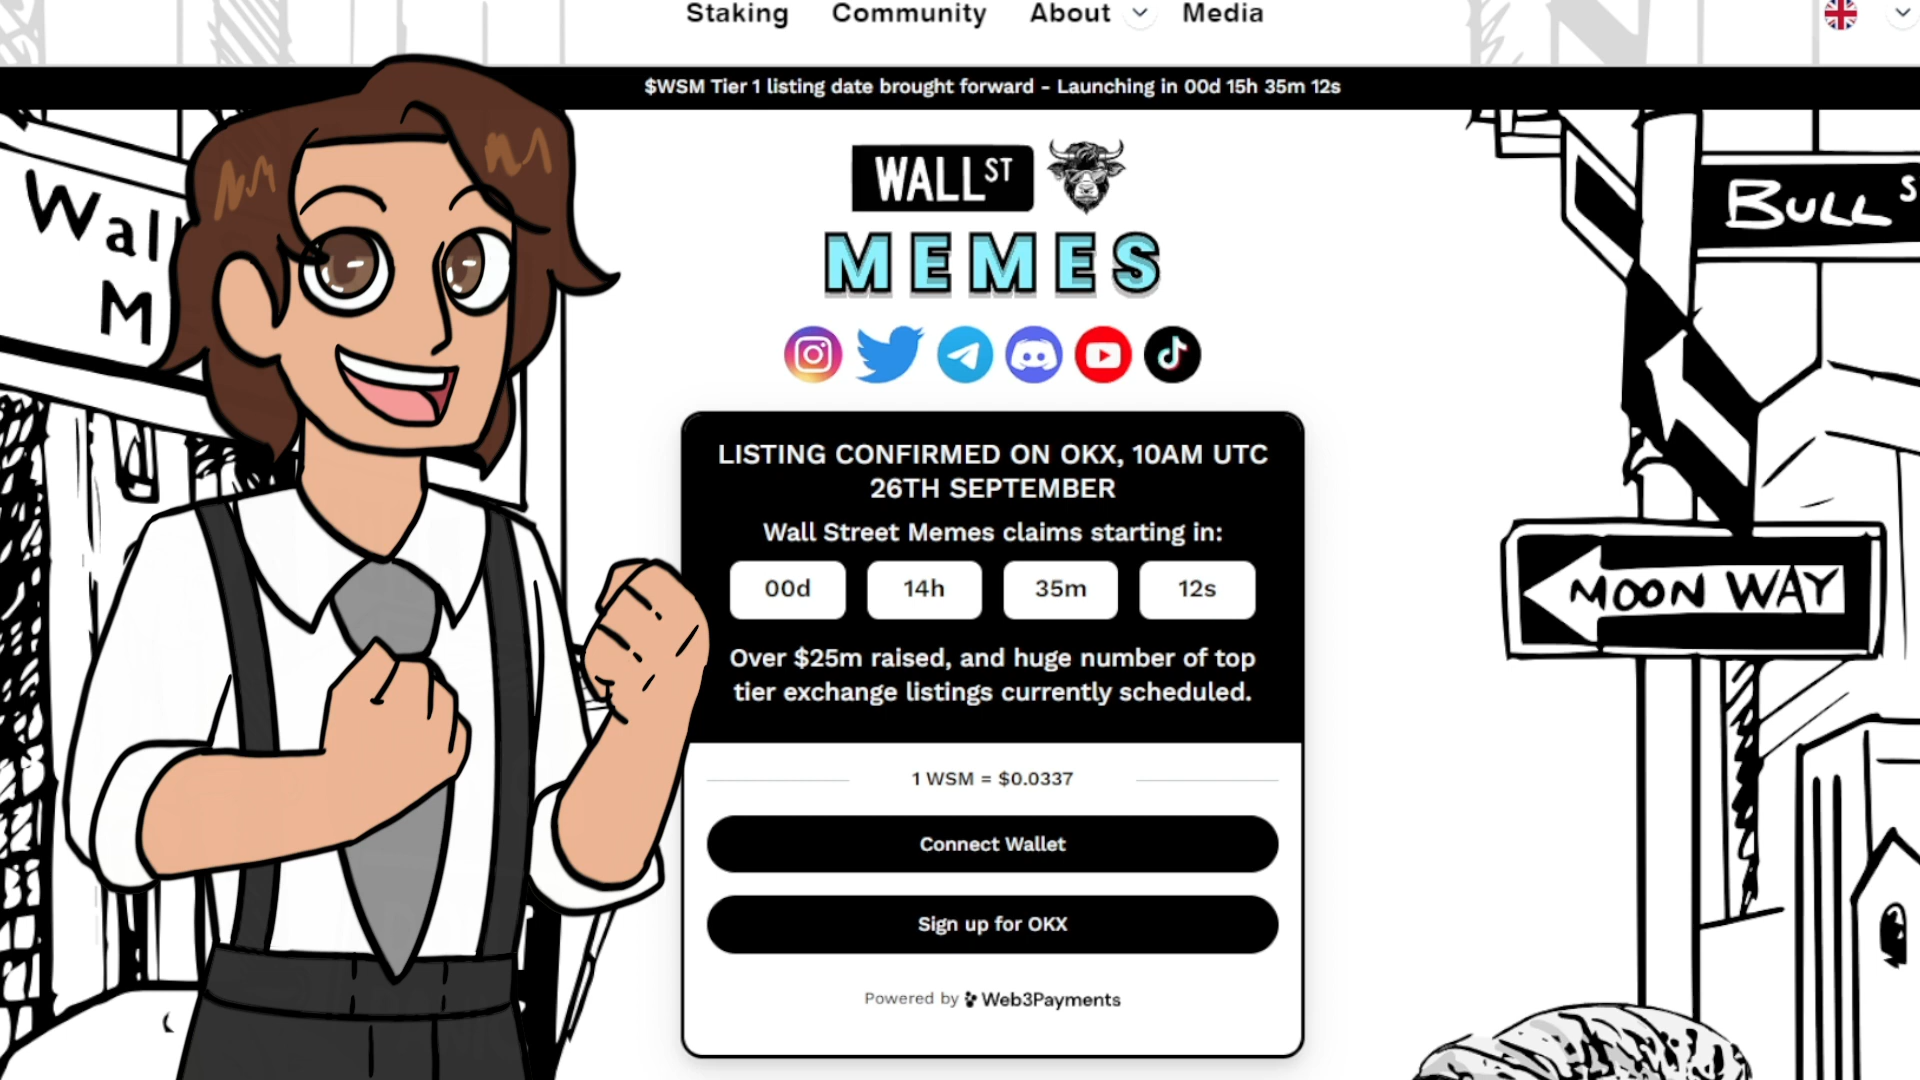 Staking Community About Media
$WSM Tier 1 listing date brought forward - Launching in 00d 15h 35m 12s
WALL ST
MEMES
Wal
M
BULL S
MOON WAY
LISTING CONFIRMED ON OKX, 10AM UTC
26TH SEPTEMBER
Wall Street Memes claims starting in:
00d 14h 35m 12s
Over $25m raised, and huge number of top
tier exchange listings currently scheduled.
1 WSM = $0.0337
Connect Wallet
Sign up for OKX
Powered by Web3Payments